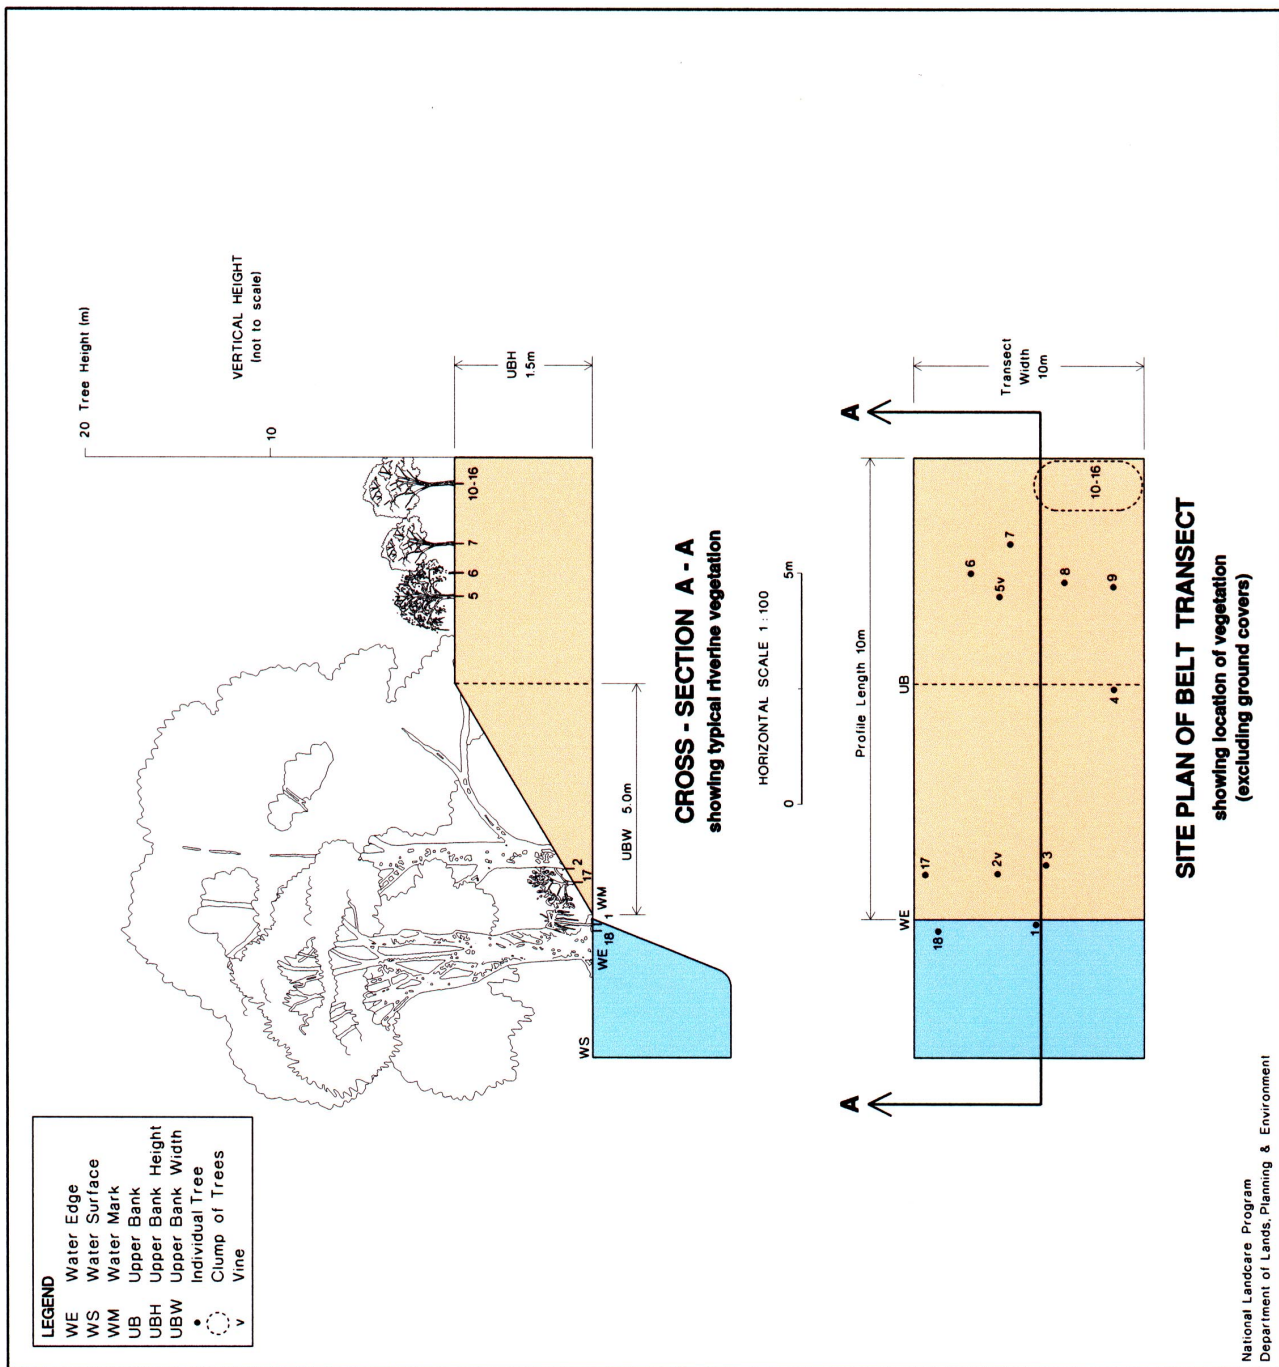 LEGEND
WE Water Edge
WS Water Surface
WM Water Mark
UB Upper Bank
UBH Upper Bank Height
UBW Upper Bank Width
Individual Tree
Clump of Trees
v Vine
20 Tree Height (m)
10
VERTICAL HEIGHT
(not to scale)
UBH
1.5m
5
6
7
10-16
WS
WE
18
1
WM
17
2
UBW 5.0m
CROSS - SECTION A - A
showing typical riverine vegetation
HORIZONTAL SCALE 1:100
0
5m
A
A
Profile Length 10m
WE
UB
Transect
Width
10m
18
17
1
2v
3
4
5v
6
7
8
9
10-16
SITE PLAN OF BELT TRANSECT
showing location of vegetation
(excluding ground covers)
National Landcare Program
Department of Lands, Planning & Environment